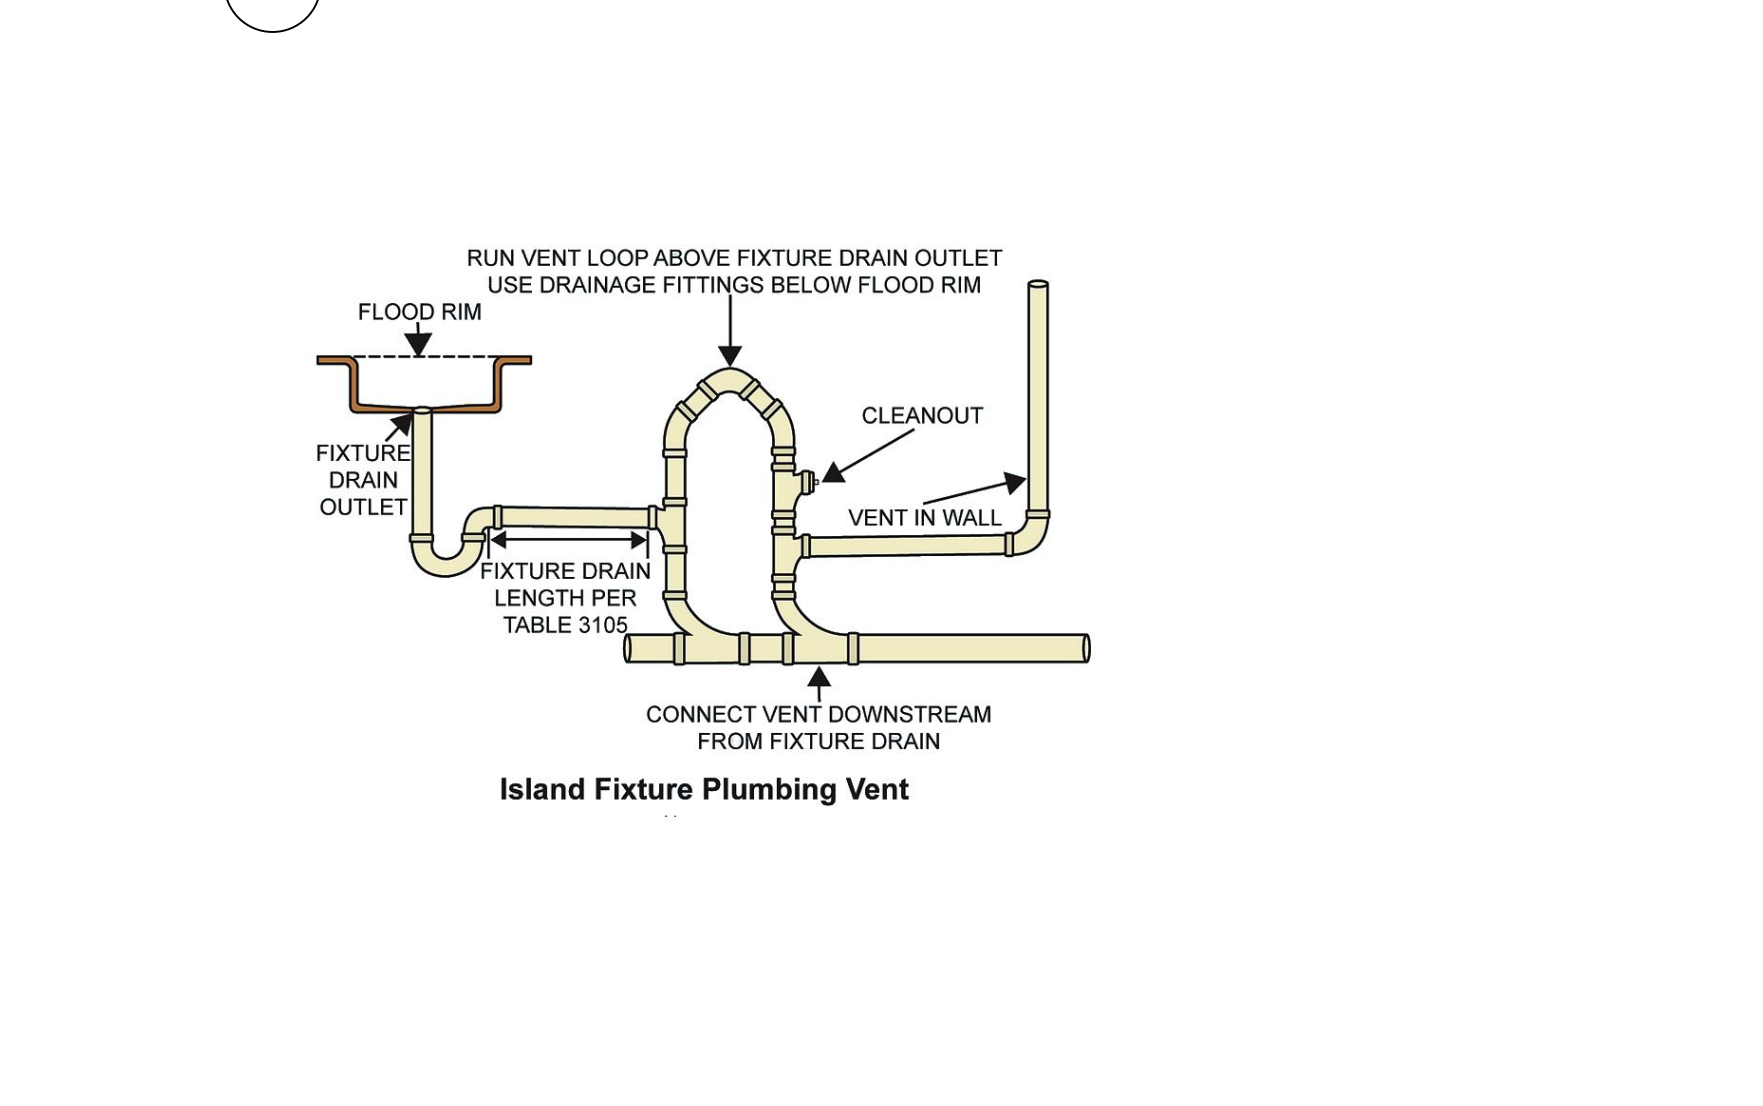 RUN VENT LOOP ABOVE FIXTURE DRAIN OUTLET
USE DRAINAGE FITTINGS BELOW FLOOD RIM
FLOOD RIM
CLEANOUT
FIXTURE
DRAIN
OUTLET
VENT IN WALL
FIXTURE DRAIN
LENGTH PER
TABLE 3105
CONNECT VENT DOWNSTREAM
FROM FIXTURE DRAIN
Island Fixture Plumbing Vent